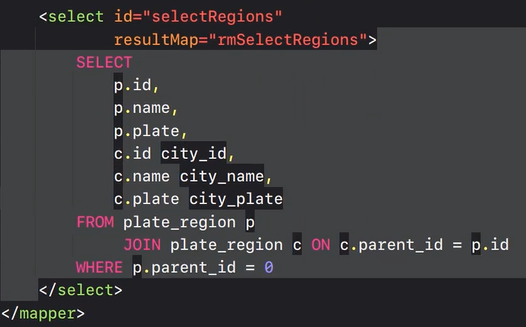 <select id="selectRegions"
resultMap="rmSelectRegions">
SELECT
p.id,
p.name,
p.plate,
c.id city_id,
c.name city_name,
c.plate city_plate
FROM plate_region p
JOIN plate_region c ON c.parent_id = p.id
WHERE p.parent_id = 0
</select>
</mapper>